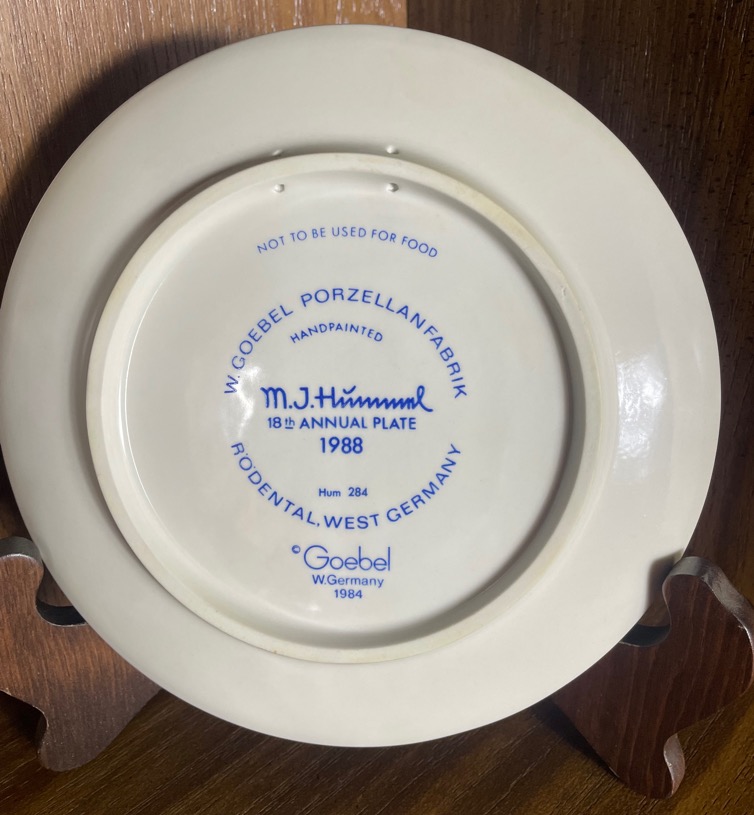 NOT TO BE USED FOR FOOD
W. GOEBEL PORZELLANFABRIK
HANDPAINTED
M.J.Hummel
18th ANNUAL PLATE
1988
Hum 284
RÖDENTAL, WEST GERMANY
© Goebel
W.Germany
1984